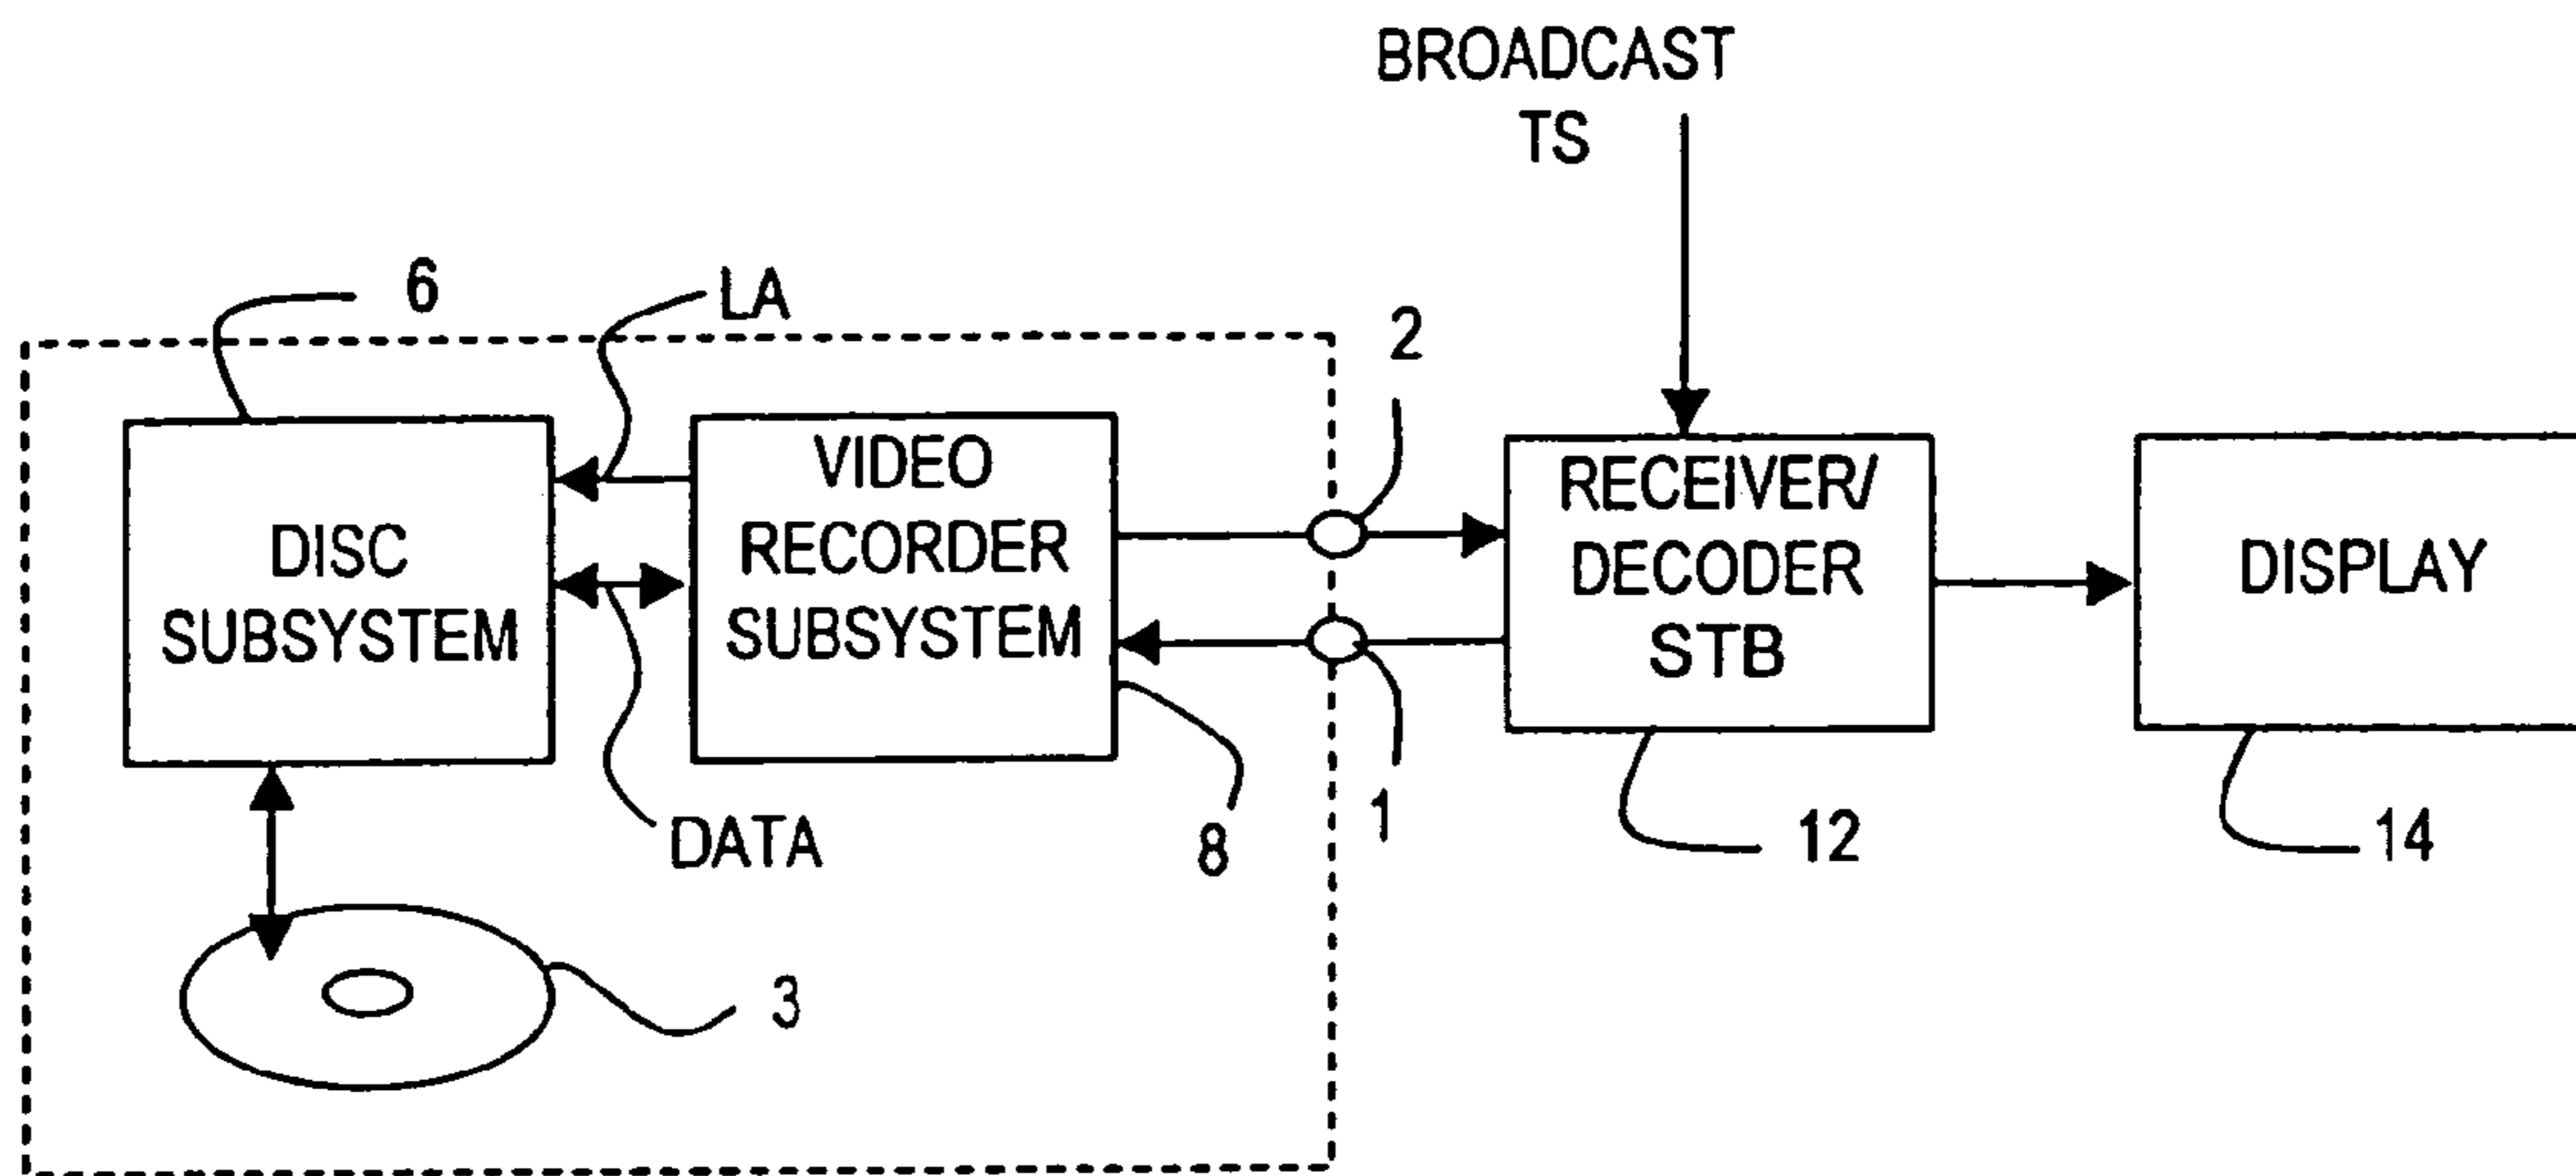 BROADCAST
TS
6
LA
2
DISC
SUBSYSTEM
VIDEO
RECORDER
SUBSYSTEM
RECEIVER/
DECODER
STB
DISPLAY
DATA
8
1
12
14
3